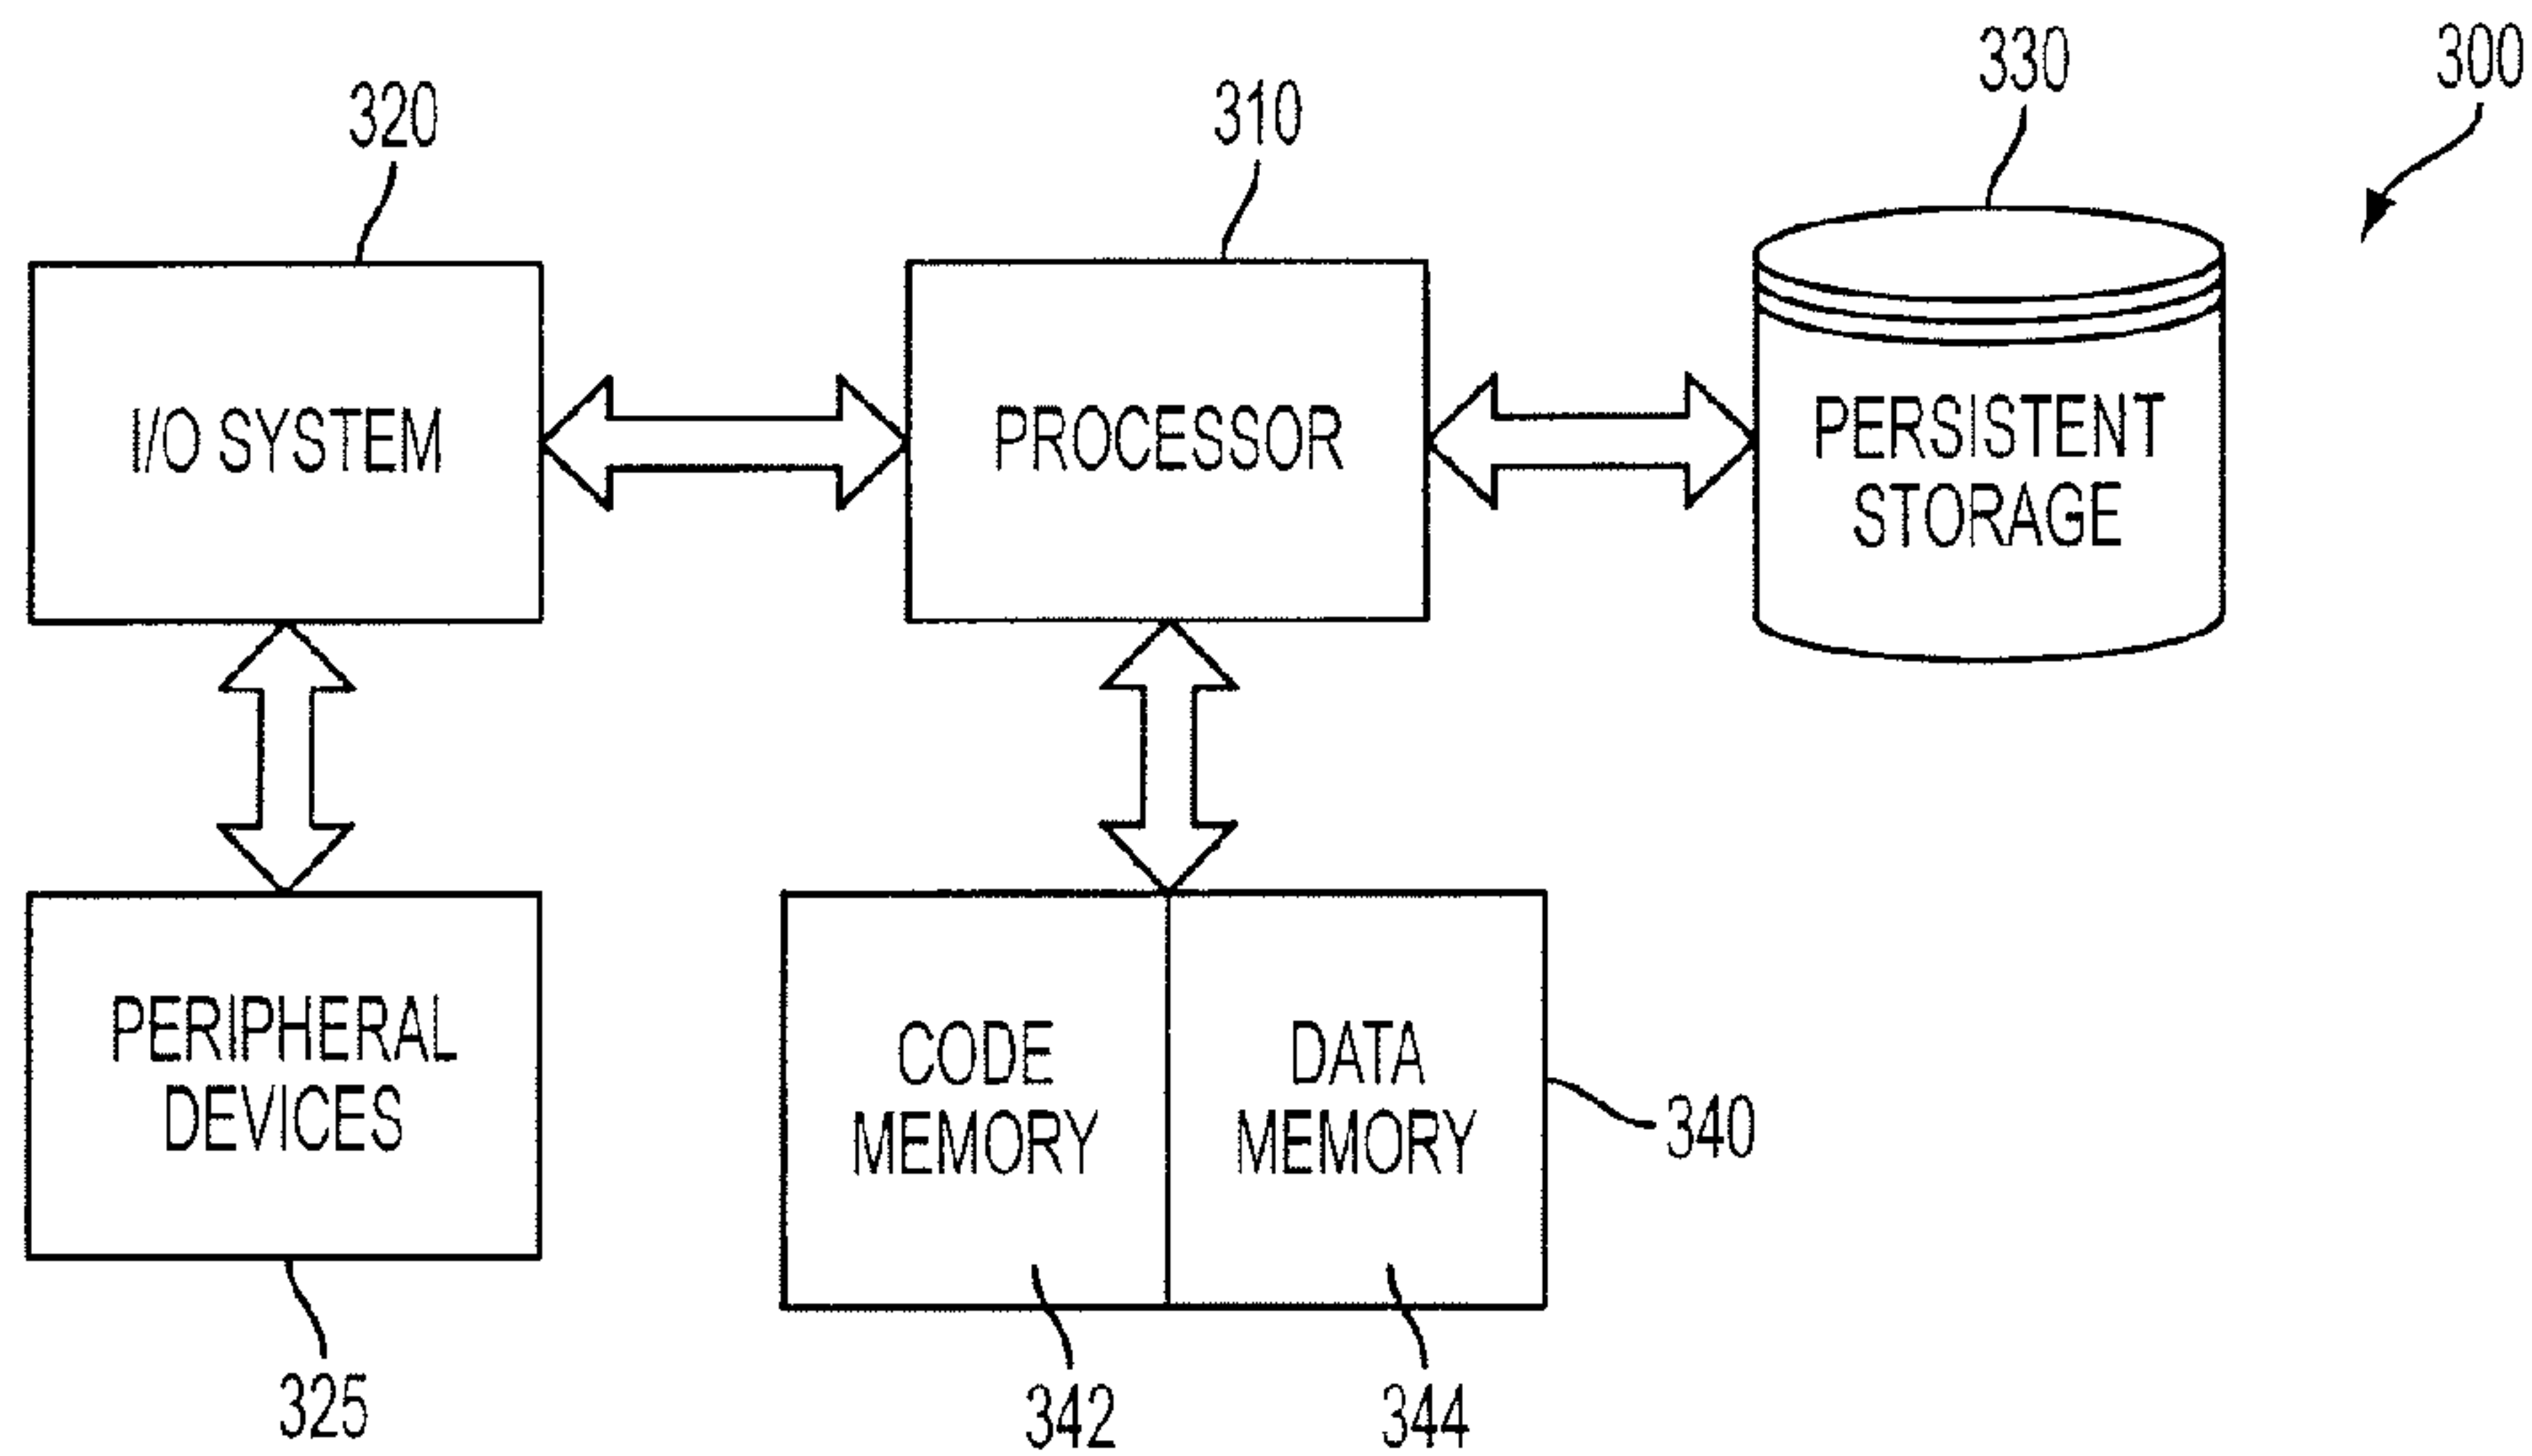 300
330
320
310
I/O SYSTEM
PROCESSOR
PERSISTENT
STORAGE
PERIPHERAL
DEVICES
CODE
MEMORY
DATA
MEMORY
340
325
342
344